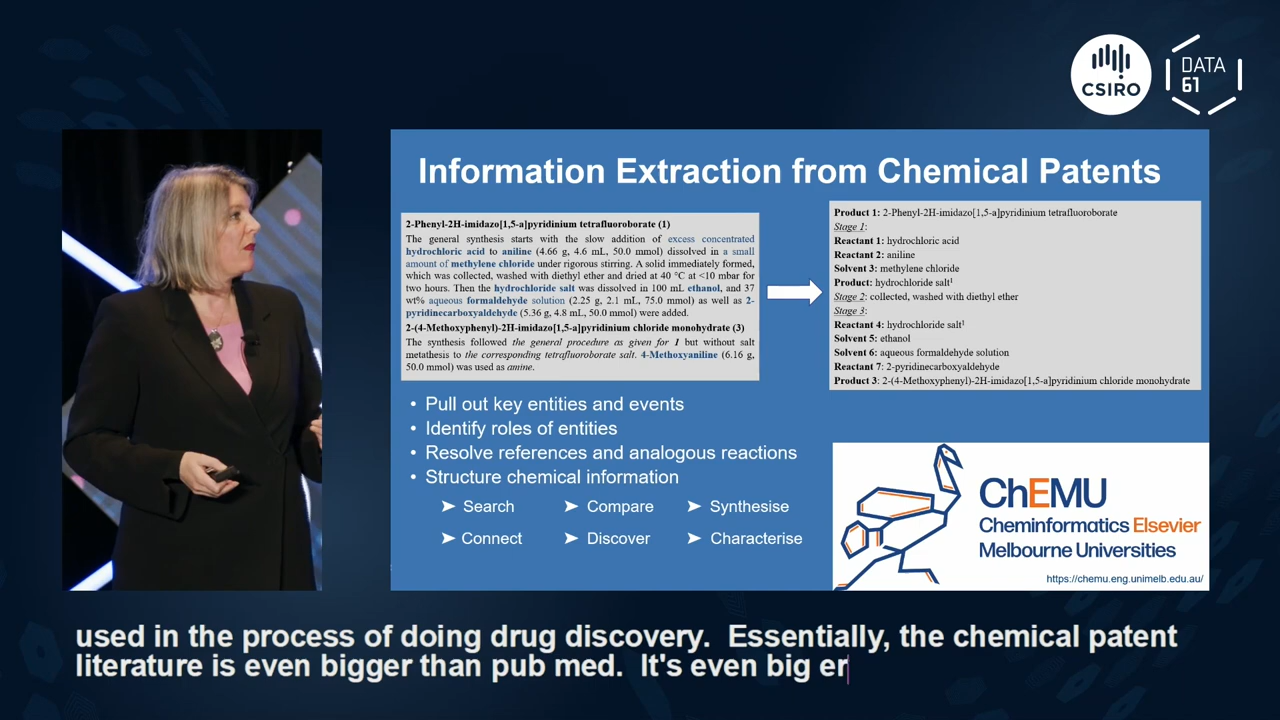 CSIRO
DATA
61
Information Extraction from Chemical Patents
2-Phenyl-2H-imidazo[1,5-a]pyridinium tetrafluoroborate (1)
The general synthesis starts with the slow addition of excess concentrated
hydrochloric acid to aniline (4.66 g, 4.6 mL, 50.0 mmol) dissolved in a small
amount of methylene chloride under rigorous stirring. A solid immediately formed,
which was collected, washed with diethyl ether and dried at 40 °C at <10 mbar for
two hours. Then the hydrochloride salt was dissolved in 100 mL ethanol, and 37
wt% aqueous formaldehyde solution (2.25 g, 2.1 mL, 75.0 mmol) as well as 2-
pyridinecarboxyaldehyde (5.36 g, 4.8 mL, 50.0 mmol) were added.
2-(4-Methoxyphenyl)-2H-imidazo[1,5-a]pyridinium chloride monohydrate (3)
The synthesis followed the general procedure as given for 1 but without salt
metathesis to the corresponding tetrafluoroborate salt. 4-Methoxyaniline (6.16 g,
50.0 mmol) was used as amine.
Product 1: 2-Phenyl-2H-imidazo[1,5-a]pyridinium tetrafluoroborate
Stage 1:
Reactant 1: hydrochloric acid
Reactant 2: aniline
Solvent 3: methylene chloride
Product: hydrochloride salt¹
Stage 2: collected, washed with diethyl ether
Stage 3:
Reactant 4: hydrochloride salt¹
Solvent 5: ethanol
Solvent 6: aqueous formaldehyde solution
Reactant 7: 2-pyridinecarboxyaldehyde
Product 3: 2-(4-Methoxyphenyl)-2H-imidazo[1,5-a]pyridinium chloride monohydrate
• Pull out key entities and events
• Identify roles of entities
• Resolve references and analogous reactions
• Structure chemical information
➤ Search ➤ Compare ➤ Synthesise
➤ Connect ➤ Discover ➤ Characterise
ChEMU
Cheminformatics Elsevier
Melbourne Universities
https://chemu.eng.unimelb.edu.au/
used in the process of doing drug discovery. Essentially, the chemical patent
literature is even bigger than pub med. It's even big er